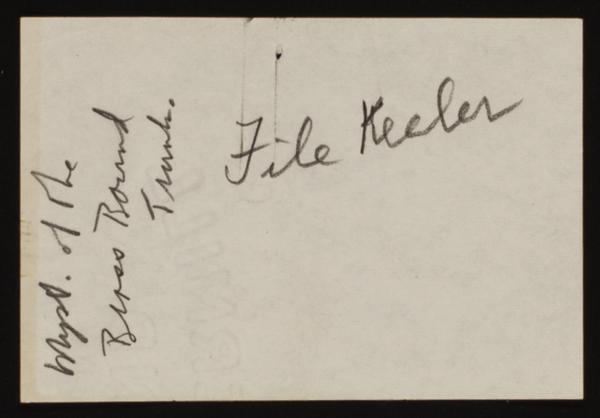 File Keeler
Myst. of the
Brass Bound
Trunk.